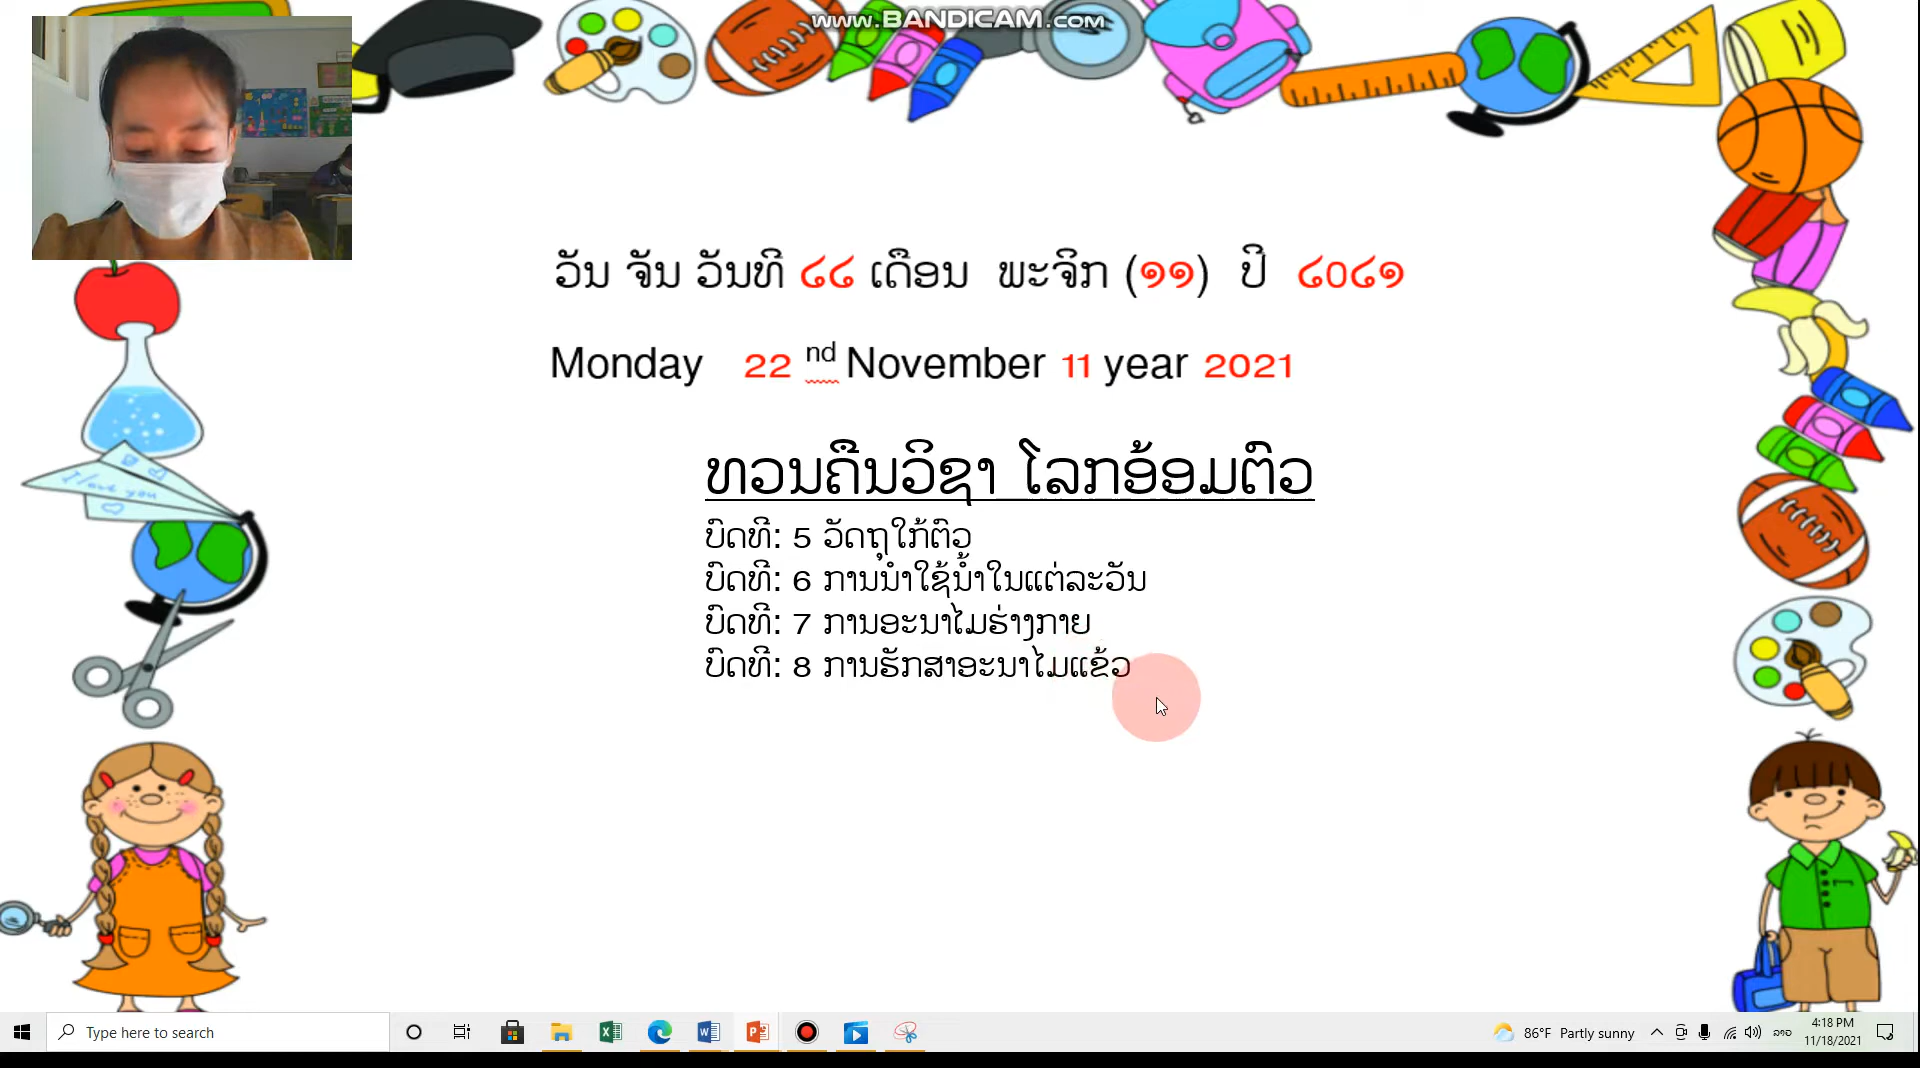 www.BANDICAM.com
ວັນ ຈັນ ວັນທີ ໒໒ ເດືອນ ພະຈິກ (໑໑) ປີ ໒໐໒໑
Monday 22 nd November 11 year 2021
ທວນຄືນວິຊາ ໂລກອ້ອມຕົວ
ບົດທີ: 5 ວັດຖຸໃກ້ຕົວ
ບົດທີ: 6 ການນຳໃຊ້ນ້ຳໃນແຕ່ລະວັນ
ບົດທີ: 7 ການອະນາໄມຮ່າງກາຍ
ບົດທີ: 8 ການຮັກສາອະນາໄມແຂ້ວ
Type here to search
86°F Partly sunny
ລາວ
4:18 PM
11/18/2021